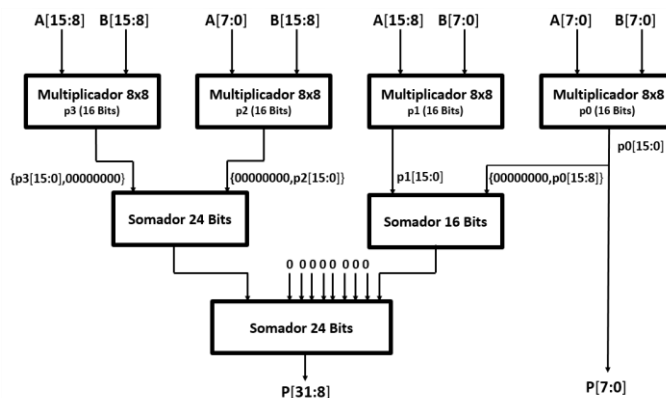 A[15:8] B[15:8] A[7:0] B[15:8] A[15:8] B[7:0] A[7:0] B[7:0]
Multiplicador 8x8 Multiplicador 8x8 Multiplicador 8x8 Multiplicador 8x8
p3 (16 Bits) p2 (16 Bits) p1 (16 Bits) p0 (16 Bits)
p0[15:0]
{p3[15:0],00000000} {00000000,p2[15:0]} p1[15:0] {00000000,p0[15:8]}
Somador 24 Bits Somador 16 Bits
0 0 0 0 0 0 0 0
Somador 24 Bits
P[31:8] P[7:0]